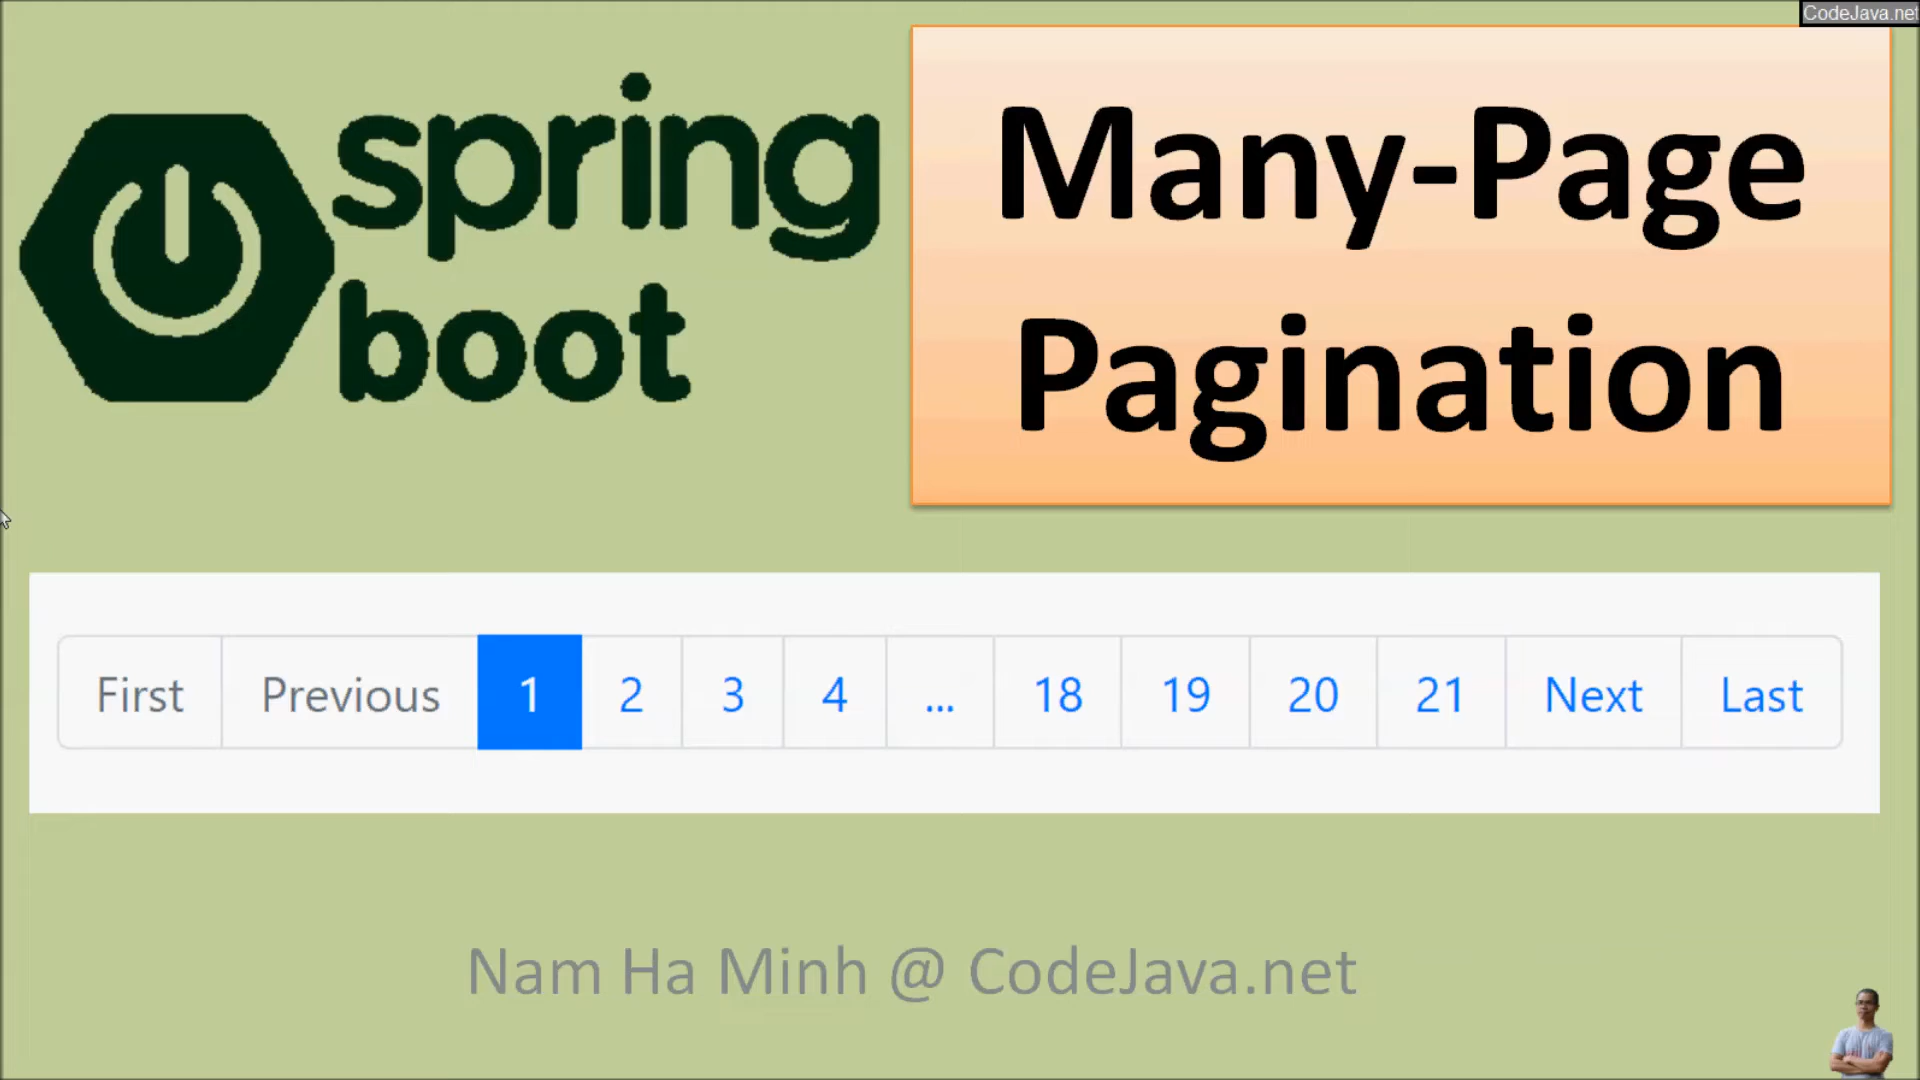 CodeJava.net
spring
boot
Many-Page
Pagination
First Previous 1 2 3 4 ... 18 19 20 21 Next Last
Nam Ha Minh @ CodeJava.net